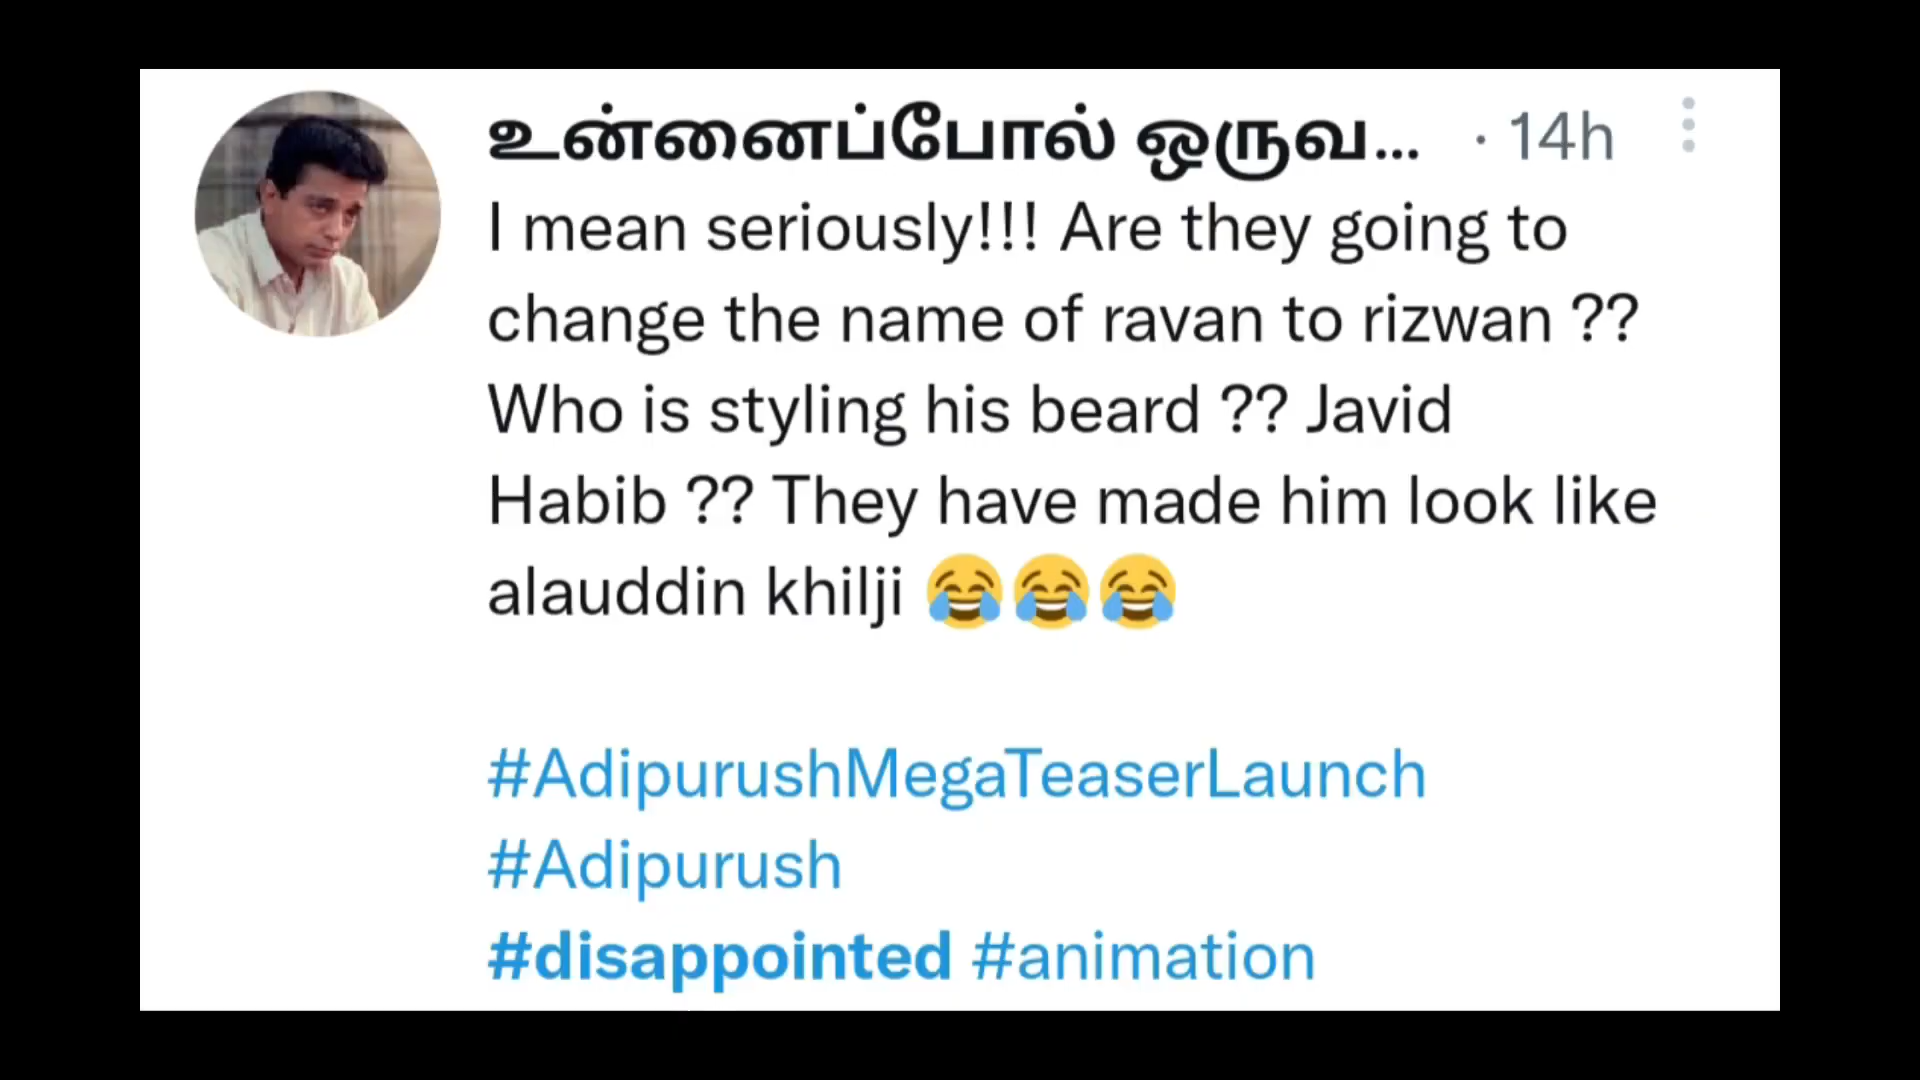 உன்னைப்போல் ஒருவ... · 14h
I mean seriously!!! Are they going to
change the name of ravan to rizwan ??
Who is styling his beard ?? Javid
Habib ?? They have made him look like
alauddin khilji 😂😂😂
#AdipurushMegaTeaserLaunch
#Adipurush
#disappointed #animation